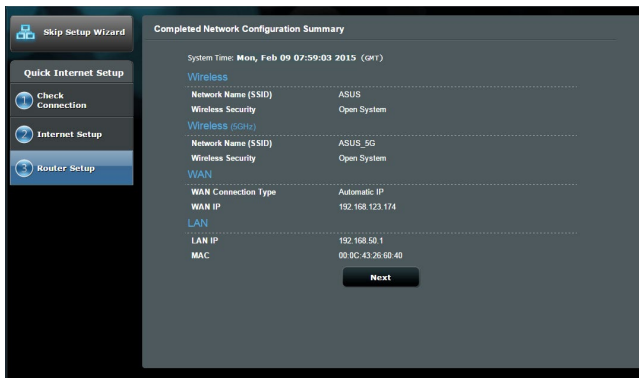 Skip Setup Wizard
Quick Internet Setup
1 Check Connection
2 Internet Setup
3 Router Setup
Completed Network Configuration Summary
System Time: Mon, Feb 09 07:59:03 2015 (GMT)
Wireless
Network Name (SSID) ASUS
Wireless Security Open System
Wireless (5GHz)
Network Name (SSID) ASUS_5G
Wireless Security Open System
WAN
WAN Connection Type Automatic IP
WAN IP 192.168.123.174
LAN
LAN IP 192.168.50.1
MAC 00:0C:43:26:60:40
Next